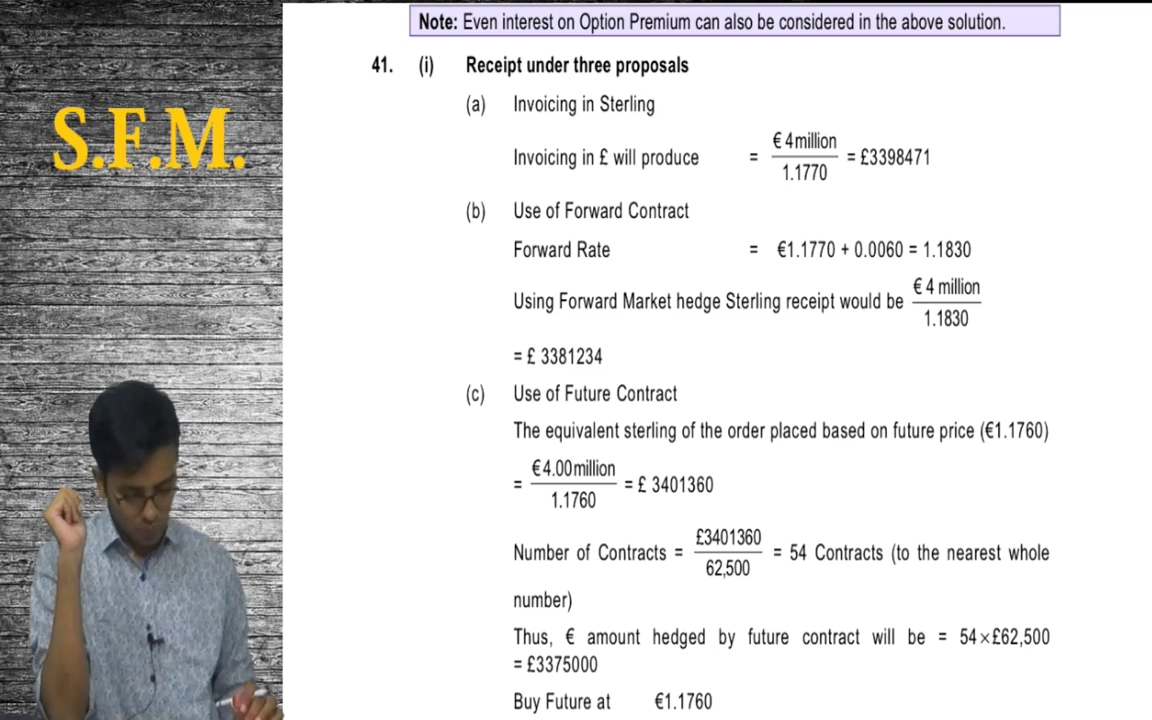 S.F.M.
Note: Even interest on Option Premium can also be considered in the above solution.
41. (i) Receipt under three proposals
(a) Invoicing in Sterling
Invoicing in £ will produce = € 4million / 1.1770 = £3398471
(b) Use of Forward Contract
Forward Rate = €1.1770 + 0.0060 = 1.1830
Using Forward Market hedge Sterling receipt would be € 4 million / 1.1830
= £ 3381234
(c) Use of Future Contract
The equivalent sterling of the order placed based on future price (€1.1760)
= €4.00million / 1.1760 = £ 3401360
Number of Contracts = £3401360 / 62,500 = 54 Contracts (to the nearest whole
number)
Thus, € amount hedged by future contract will be = 54×£62,500
= £3375000
Buy Future at €1.1760